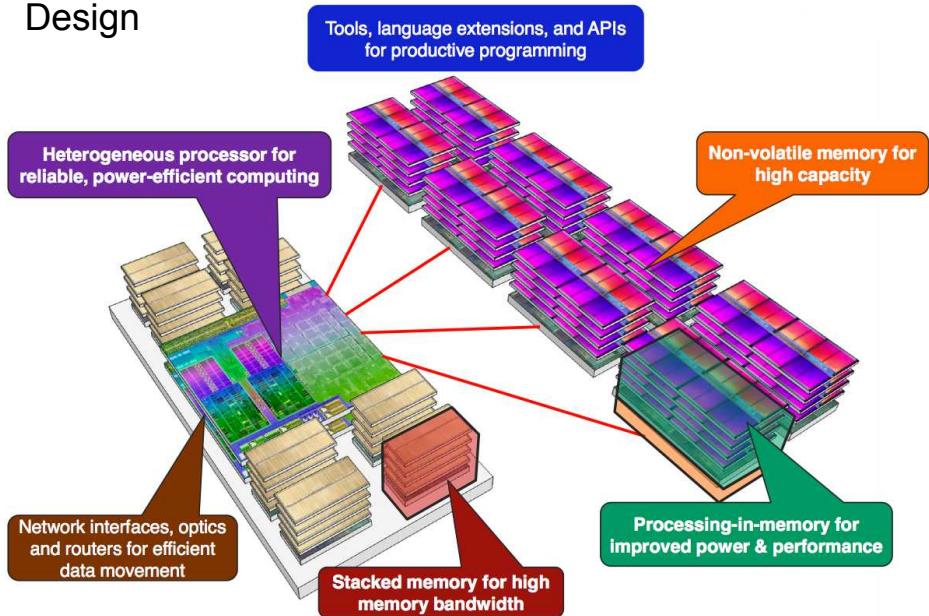 Design
Tools, language extensions, and APIs
for productive programming
Heterogeneous processor for
reliable, power-efficient computing
Non-volatile memory for
high capacity
Network interfaces, optics
and routers for efficient
data movement
Stacked memory for high
memory bandwidth
Processing-in-memory for
improved power & performance